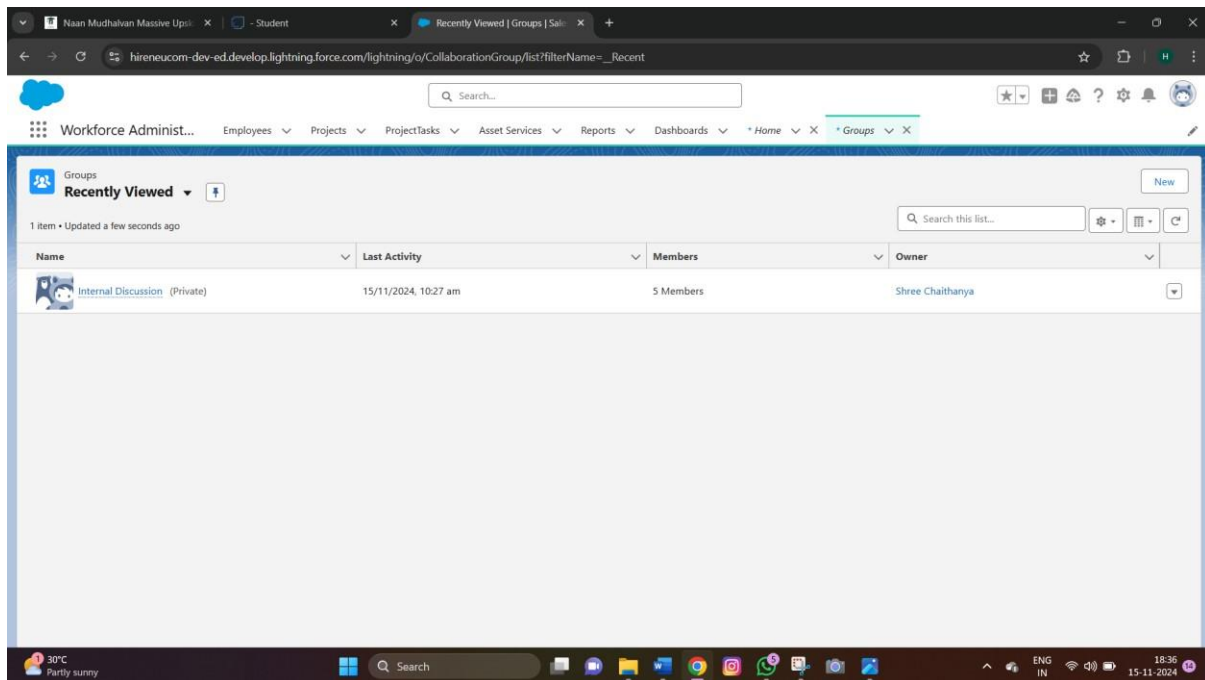 Naan Mudhalvan Massive Upski
- Student
Recently Viewed | Groups | Sale
hireneucom-dev-ed.develop.lightning.force.com/lightning/o/CollaborationGroup/list?filterName=__Recent
H
Search...
Workforce Administ... Employees Projects ProjectTasks Asset Services Reports Dashboards * Home * Groups
Groups
Recently Viewed
New
1 item • Updated a few seconds ago
Search this list...
Name Last Activity Members Owner
Internal Discussion (Private) 15/11/2024, 10:27 am 5 Members Shree Chaithanya
1 30°C
Partly sunny
Search
ENG
IN
18:36
15-11-2024